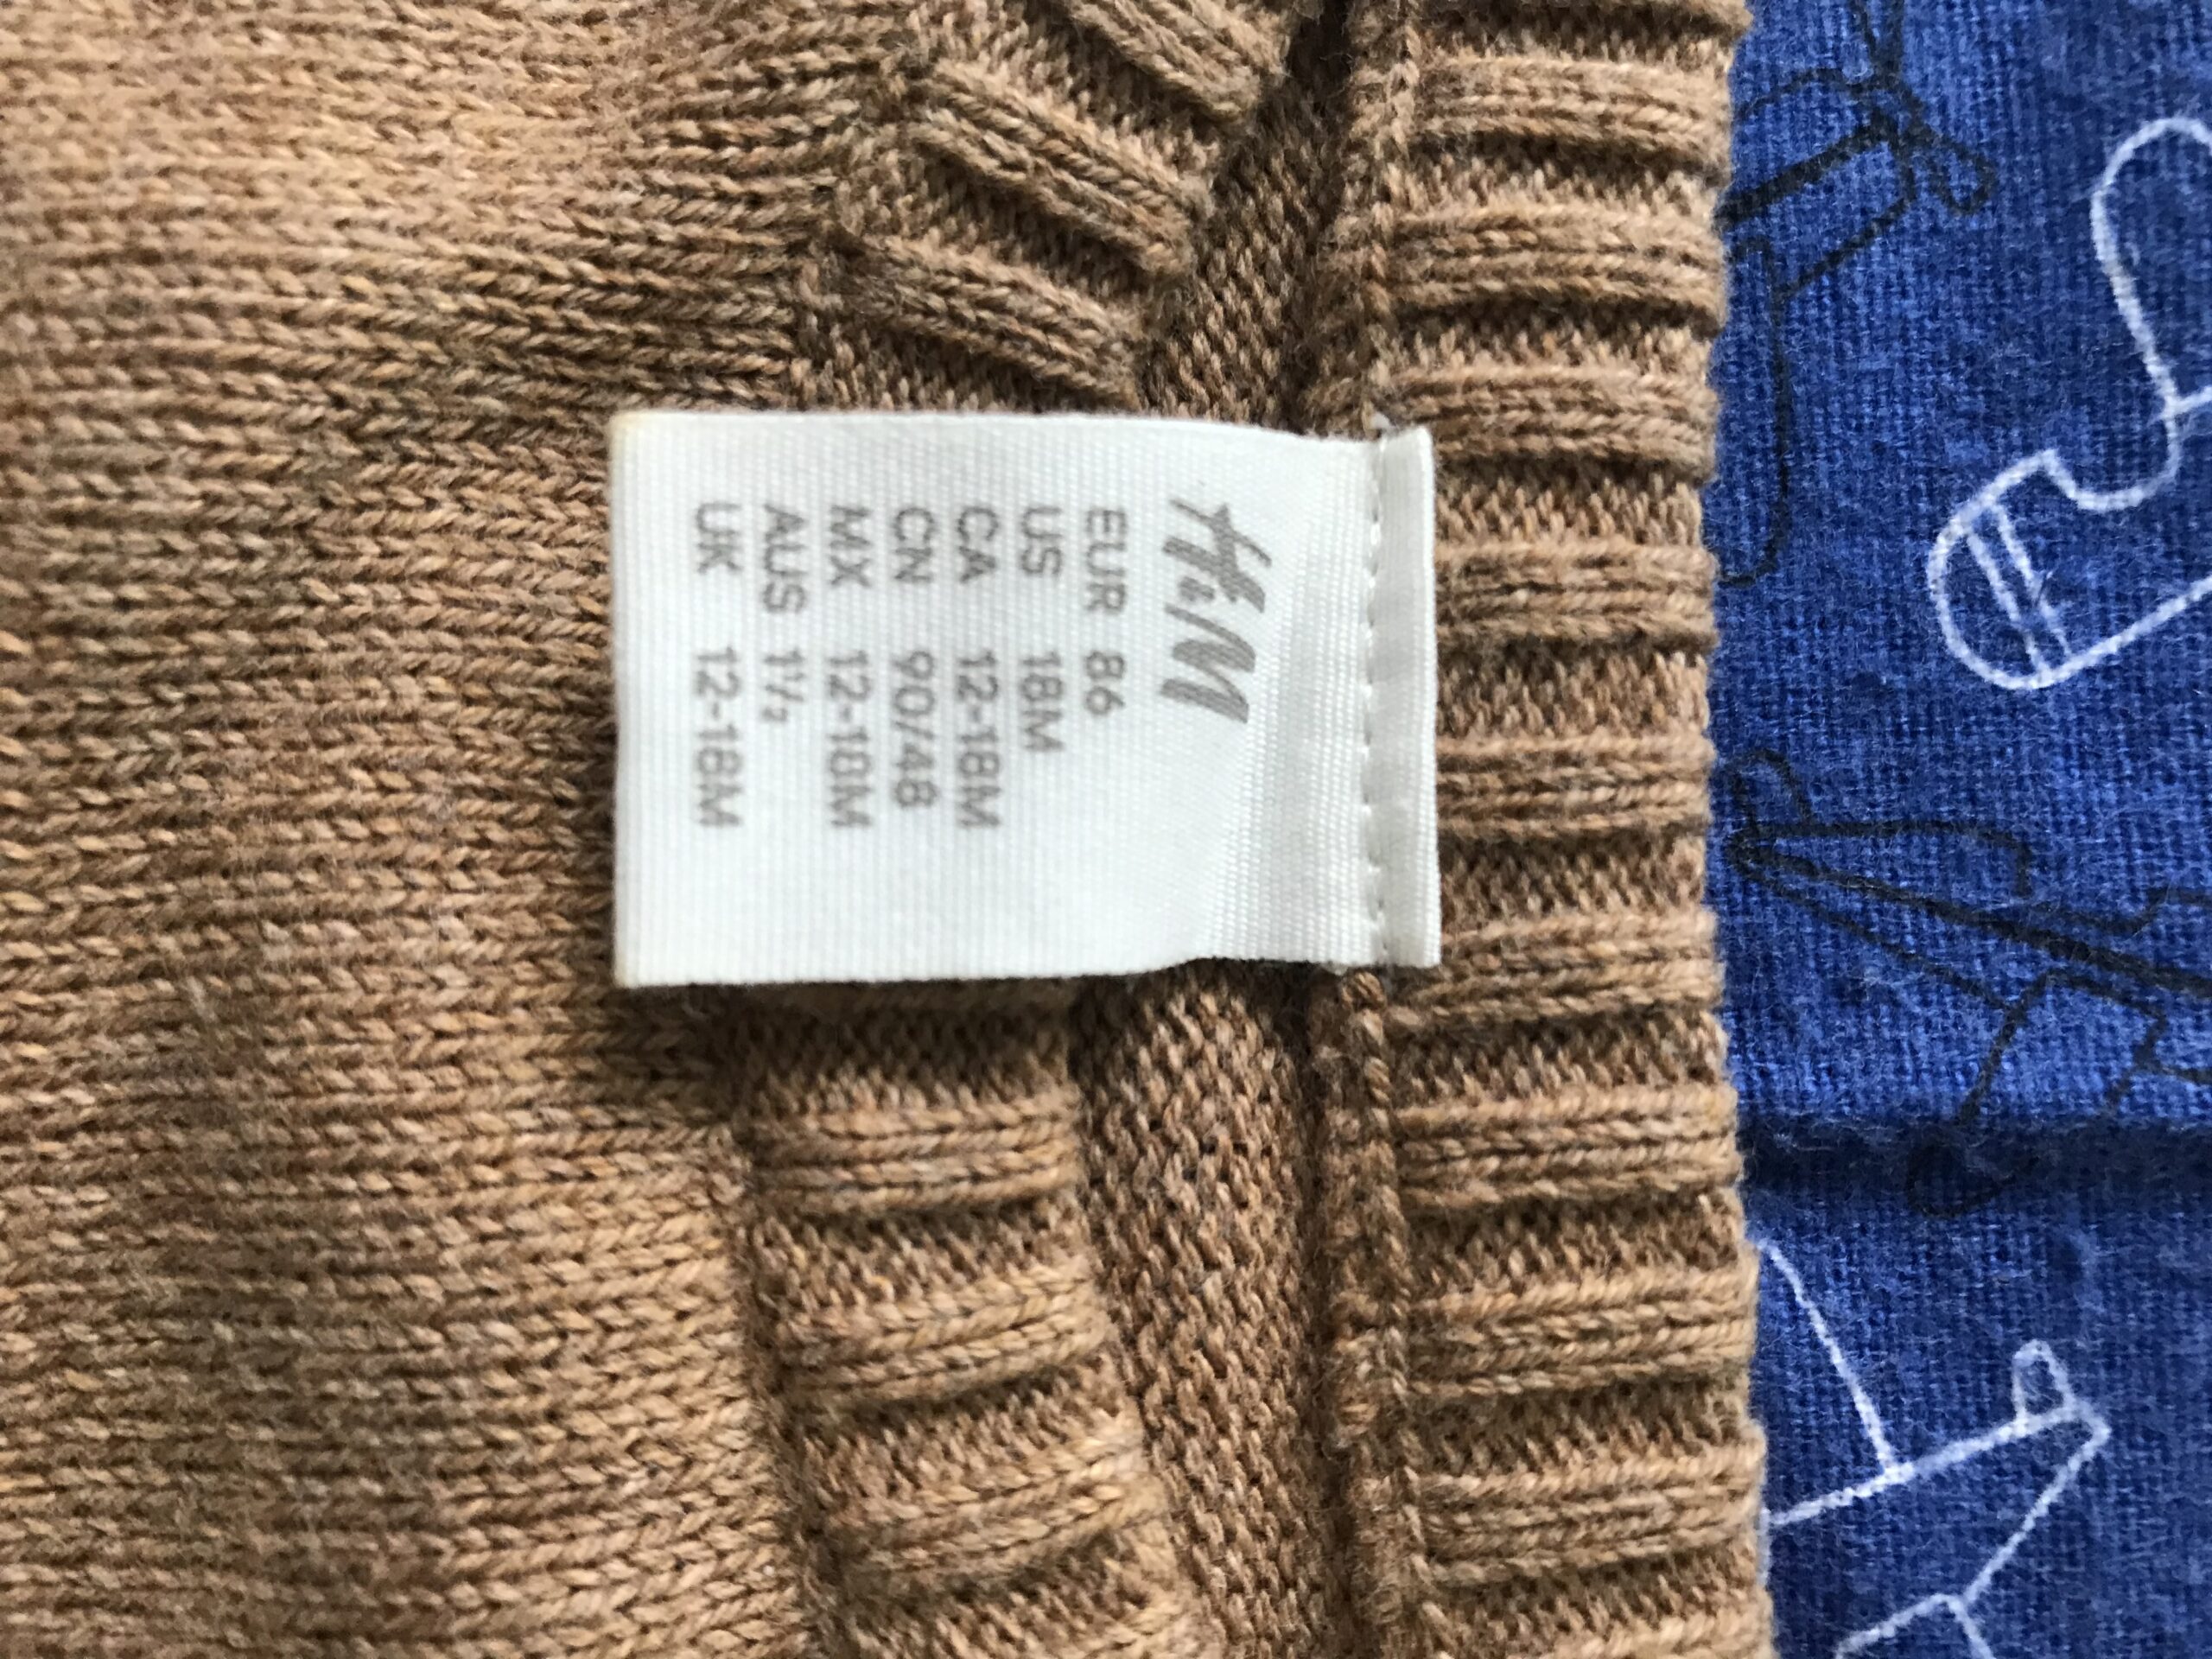 H&M
EUR 86
US 18M
CA 12-18M
CN 90/48
MX 12-18M
AUS 1½
UK 12-18M